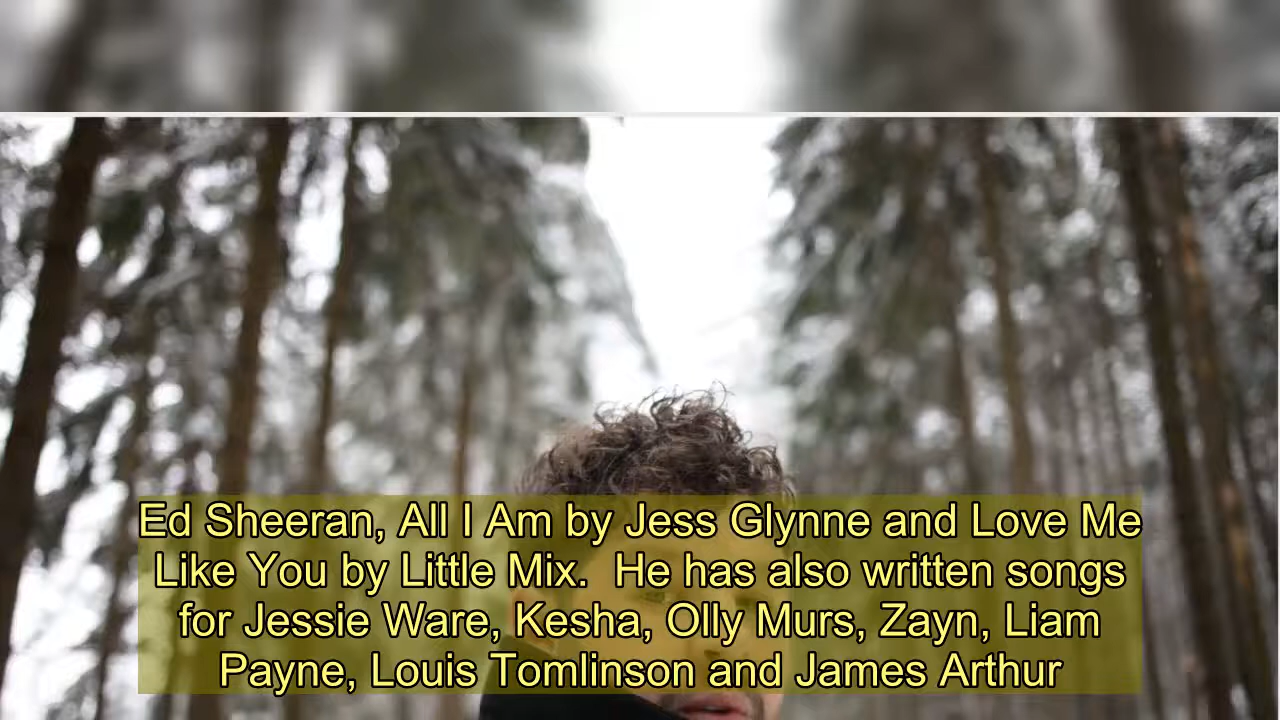 Ed Sheeran, All I Am by Jess Glynne and Love Me
Like You by Little Mix.  He has also written songs
for Jessie Ware, Kesha, Olly Murs, Zayn, Liam
Payne, Louis Tomlinson and James Arthur